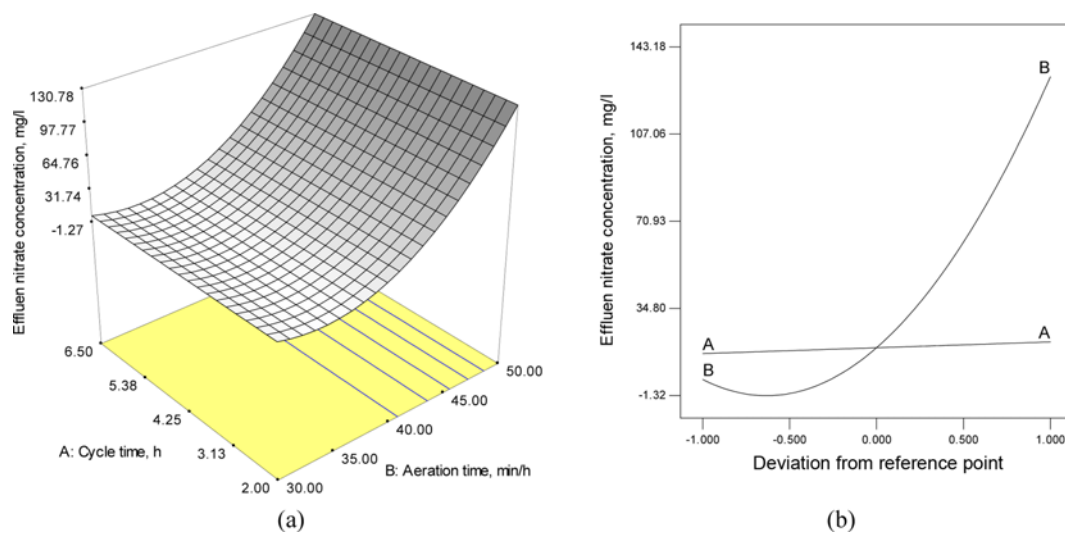 Effluen nitrate concentration, mg/l
130.78
97.77
64.76
31.74
-1.27
6.50
5.38
4.25
3.13
2.00
A: Cycle time, h
30.00
35.00
40.00
45.00
50.00
B: Aeration time, min/h
(a)
Effluen nitrate concentration, mg/l
143.18
107.06
70.93
34.80
-1.32
B
A
A
B
-1.000
-0.500
0.000
0.500
1.000
Deviation from reference point
(b)